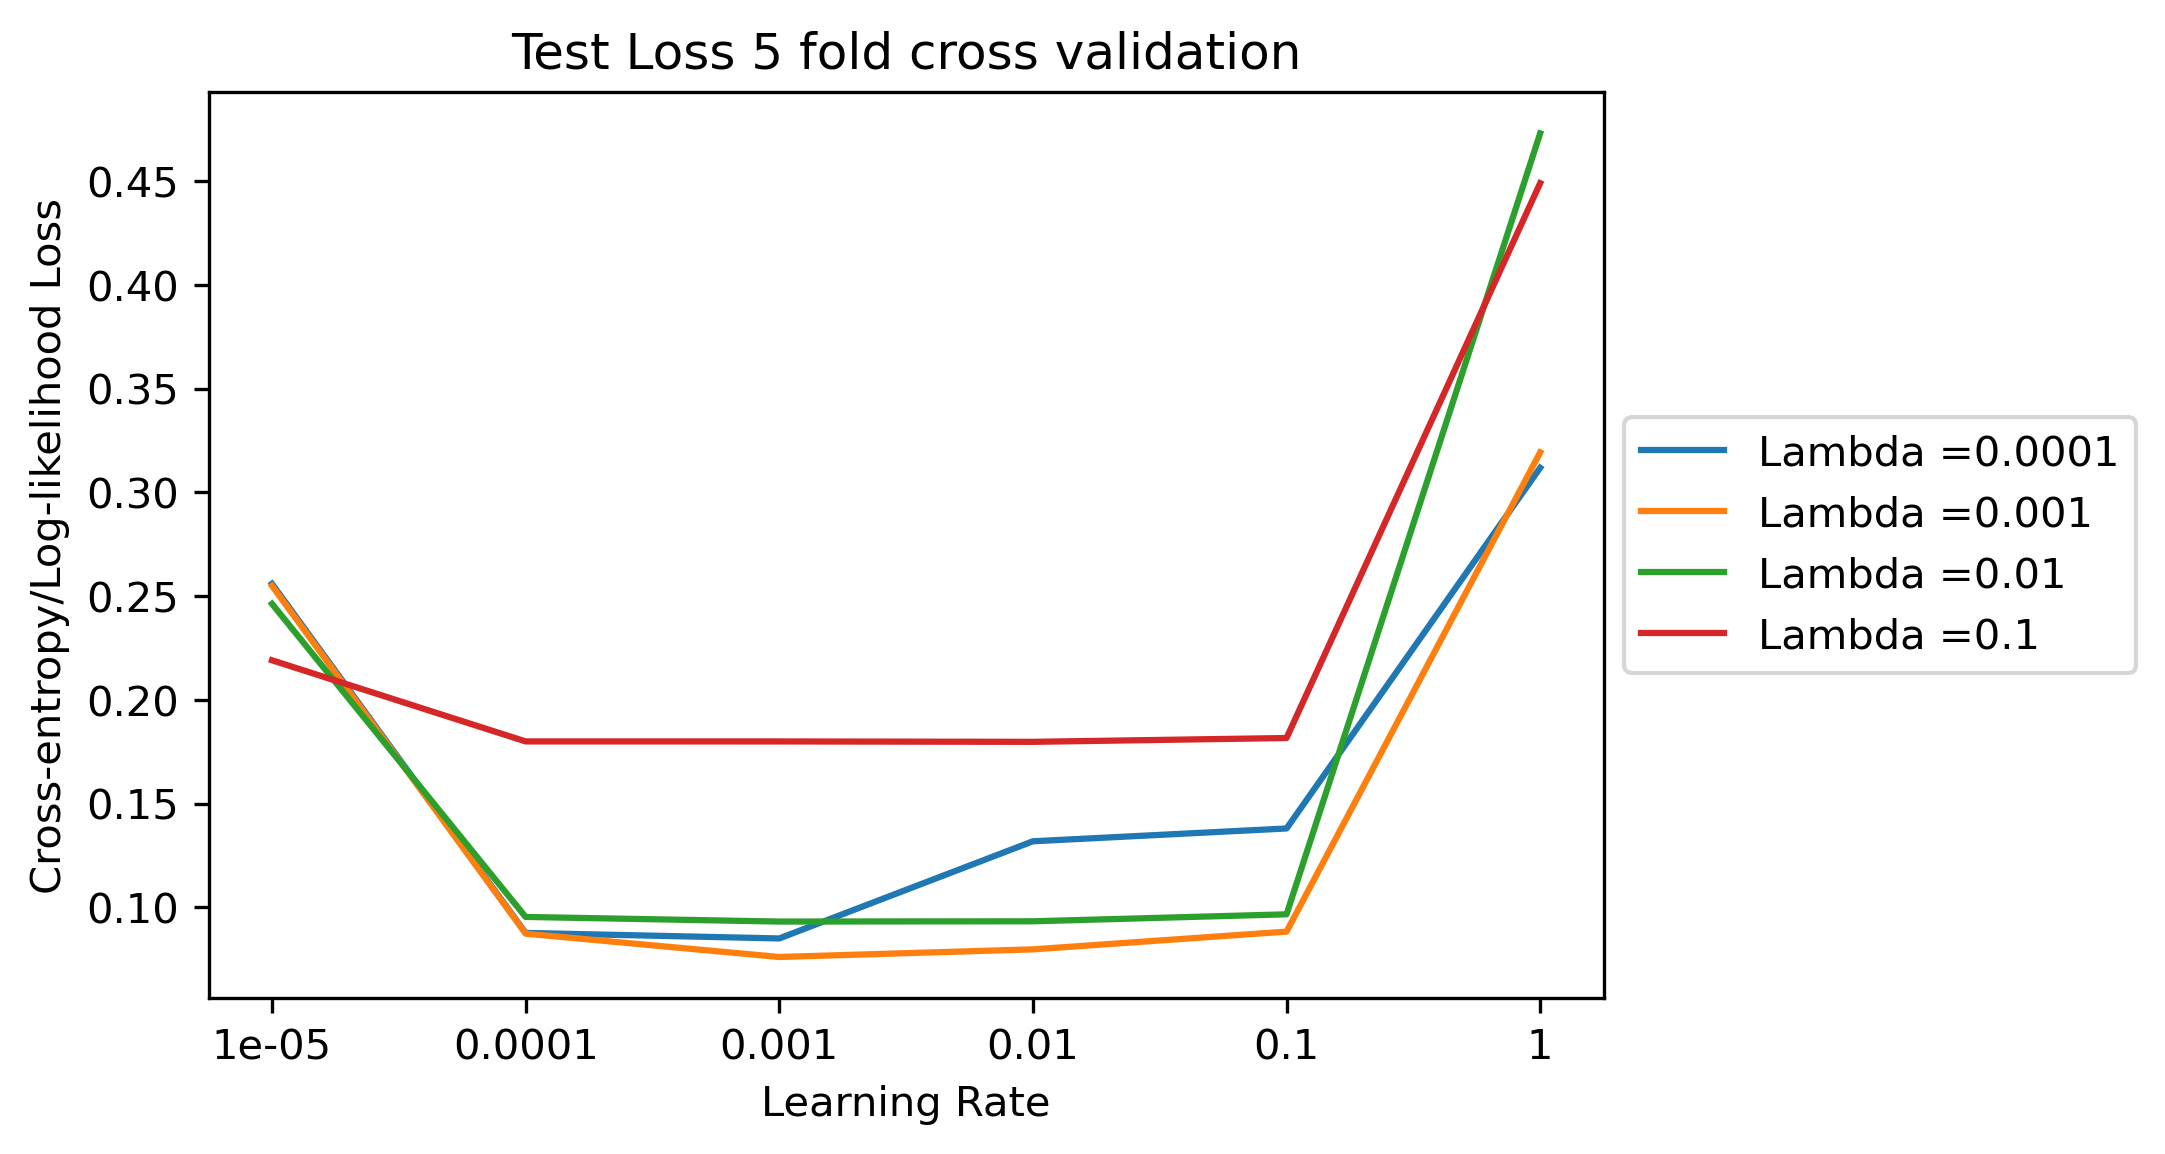 Test Loss 5 fold cross validation
Cross-entropy/Log-likelihood Loss
0.45
0.40
0.35
0.30
0.25
0.20
0.15
0.10
1e-05 0.0001 0.001 0.01 0.1 1
Learning Rate
Lambda =0.0001
Lambda =0.001
Lambda =0.01
Lambda =0.1